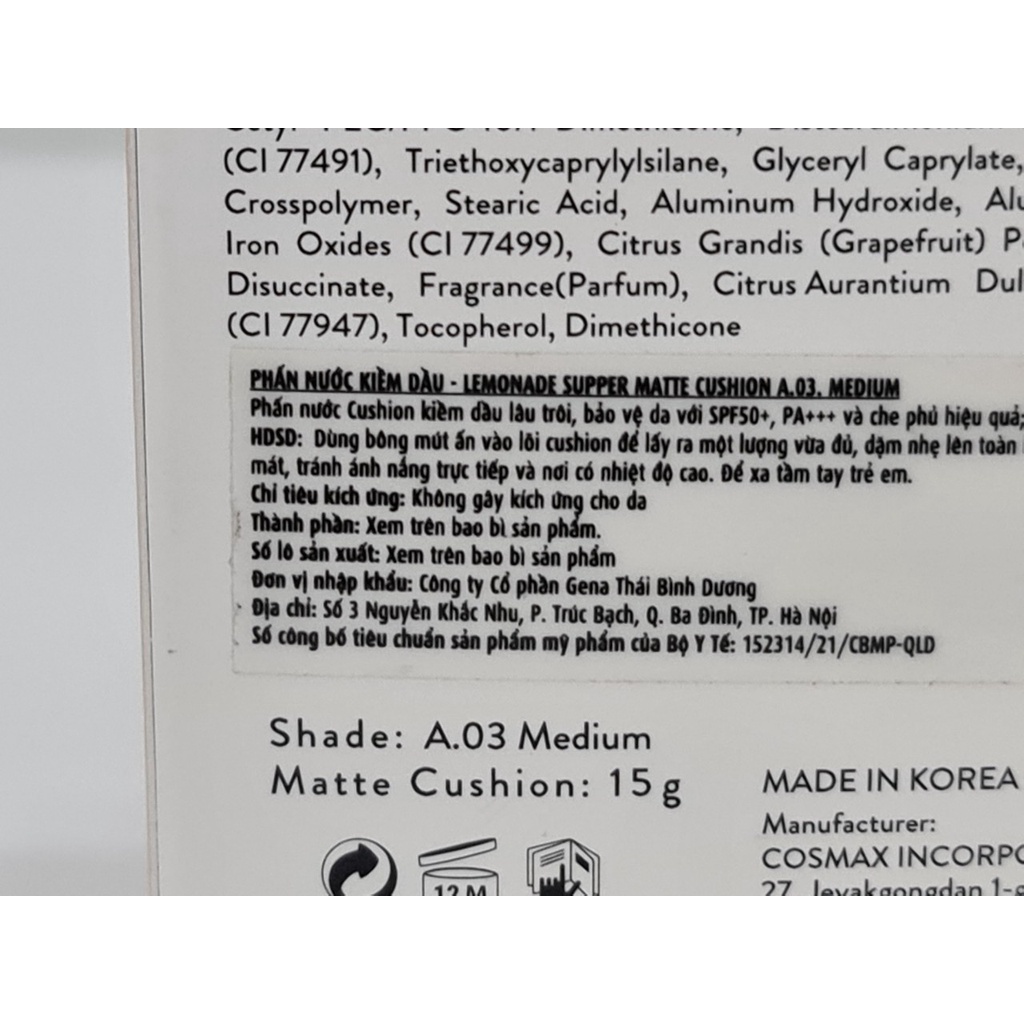 Dimethicone,
(CI 77491), Triethoxycaprylylsilane, Glyceryl Caprylate,
Crosspolymer, Stearic Acid, Aluminum Hydroxide,
Iron Oxides (CI 77499), Citrus Grandis (Grapefruit)
Disuccinate, Fragrance(Parfum), Citrus Aurantium
(CI 77947), Tocopherol, Dimethicone
PHẤN NƯỚC KIỀM DẦU - LEMONADE SUPPER MATTE CUSHION A.03. MEDIUM
Phấn nước Cushion kiềm dầu lâu trôi, bảo vệ da với SPF50+, PA+++ và che phủ hiệu quả;
HDSD: Dùng bông mút ấn vào lõi cushion để lấy ra một lượng vừa đủ, dặm nhẹ lên toàn
mát, tránh ánh nắng trực tiếp và nơi có nhiệt độ cao. Để xa tầm tay trẻ em.
Chỉ tiêu kích ứng: Không gây kích ứng cho da
Thành phần: Xem trên bao bì sản phẩm.
Số lô sản xuất: Xem trên bao bì sản phẩm
Đơn vị nhập khẩu: Công ty Cổ phần Gena Thái Bình Dương
Địa chỉ: Số 3 Nguyễn Khắc Nhu, P. Trúc Bạch, Q. Ba Đình, TP. Hà Nội
Số công bố tiêu chuẩn sản phẩm mỹ phẩm của Bộ Y Tế: 152314/21/CBMP-QLD
Shade: A.03 Medium
Matte Cushion: 15 g
MADE IN KOREA
Manufacturer:
COSMAX INCORPO
27, Jeyakgongdan 1-g
12 M